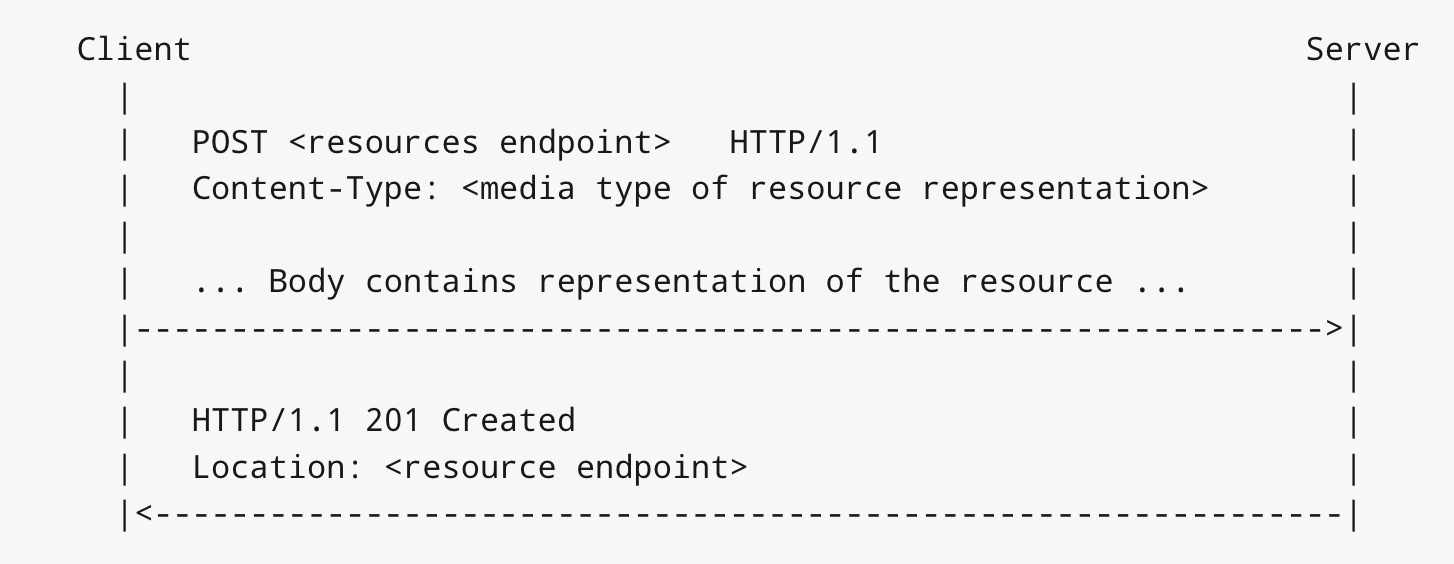 Client                                                          Server
  |                                                                |
  |   POST <resources endpoint>   HTTP/1.1                         |
  |   Content-Type: <media type of resource representation>        |
  |                                                                |
  |   ... Body contains representation of the resource ...         |
  |-------------------------------------------------------------->|
  |                                                                |
  |   HTTP/1.1 201 Created                                         |
  |   Location: <resource endpoint>                                |
  |<--------------------------------------------------------------|